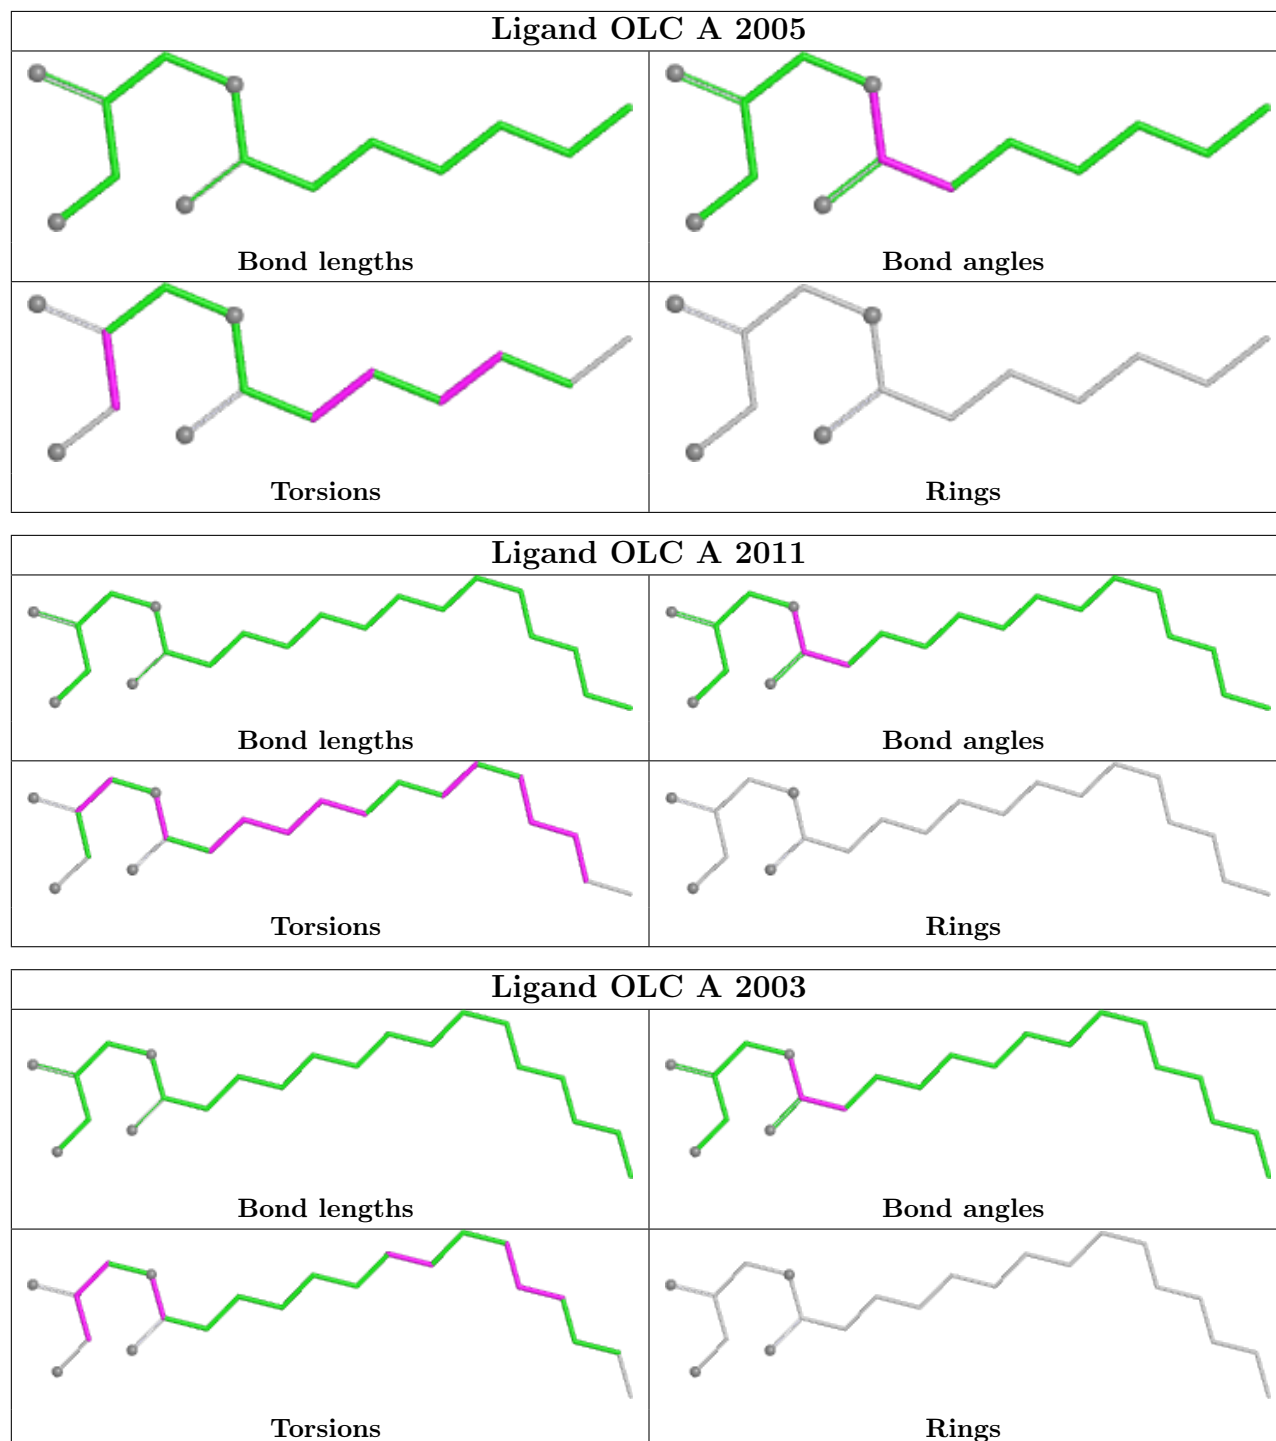 Ligand OLC A 2005
Bond lengths
Bond angles
Torsions
Rings
Ligand OLC A 2011
Bond lengths
Bond angles
Torsions
Rings
Ligand OLC A 2003
Bond lengths
Bond angles
Torsions
Rings